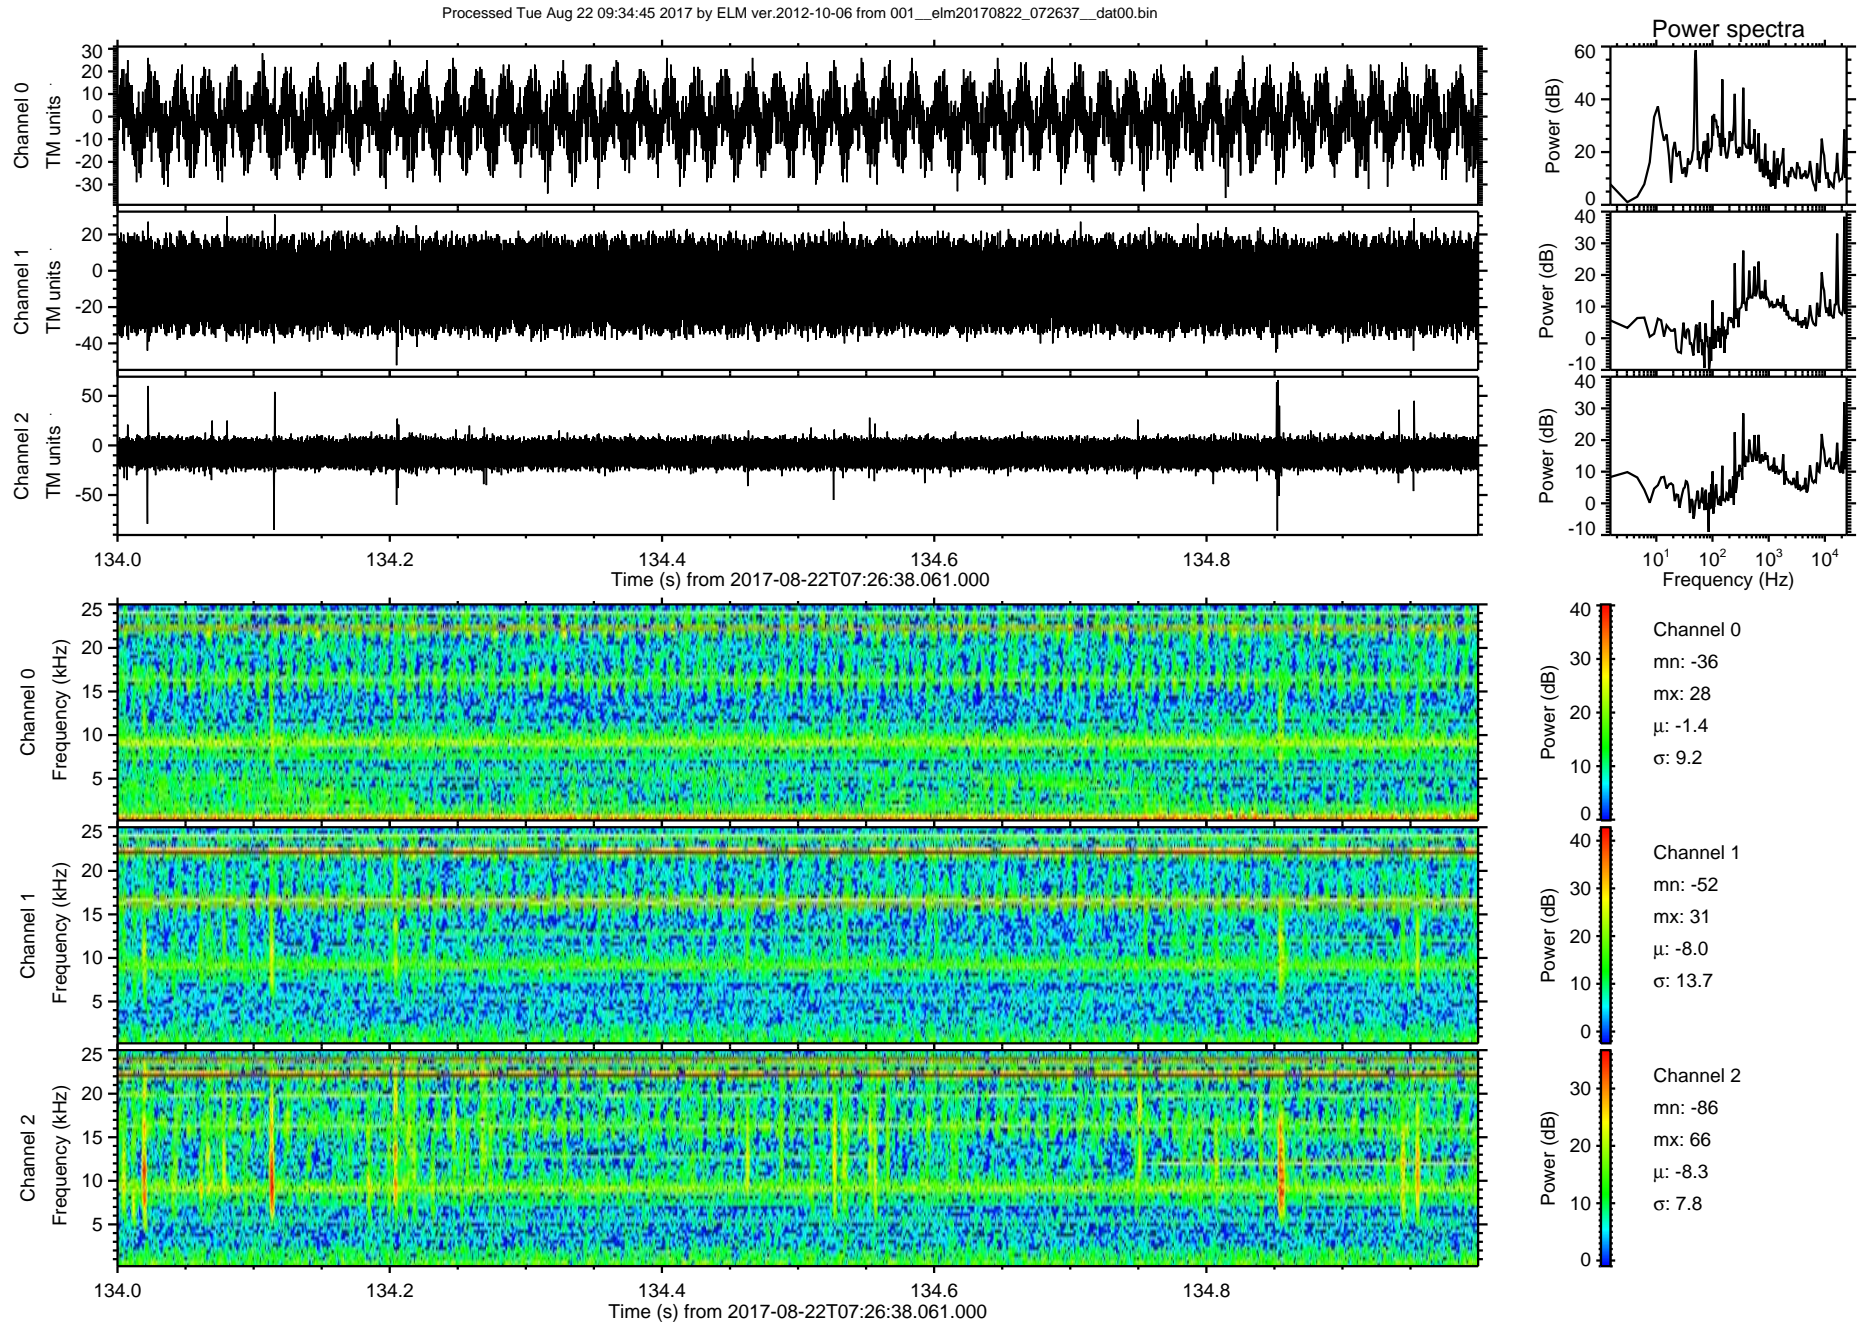 Processed Tue Aug 22 09:34:45 2017 by ELM ver.2012-10-06 from 001__elm20170822_072637__dat00.bin
Power spectra
Channel 0
TM units
30
20
10
0
-10
-20
-30
Power (dB)
60
40
20
0
Channel 1
TM units
20
0
-20
-40
Power (dB)
40
30
20
10
0
-10
Channel 2
TM units
50
0
-50
Power (dB)
40
30
20
10
0
-10
134.0 134.2 134.4 134.6 134.8
Time (s) from 2017-08-22T07:26:38.061.000
10^1 10^2 10^3 10^4
Frequency (Hz)
Channel 0
Frequency (kHz)
25
20
15
10
5
Power (dB)
40
30
20
10
0
Channel 0
mn: -36
mx: 28
μ: -1.4
σ: 9.2
Channel 1
Frequency (kHz)
25
20
15
10
5
Power (dB)
40
30
20
10
0
Channel 1
mn: -52
mx: 31
μ: -8.0
σ: 13.7
Channel 2
Frequency (kHz)
25
20
15
10
5
Power (dB)
30
20
10
0
Channel 2
mn: -86
mx: 66
μ: -8.3
σ: 7.8
134.0 134.2 134.4 134.6 134.8
Time (s) from 2017-08-22T07:26:38.061.000